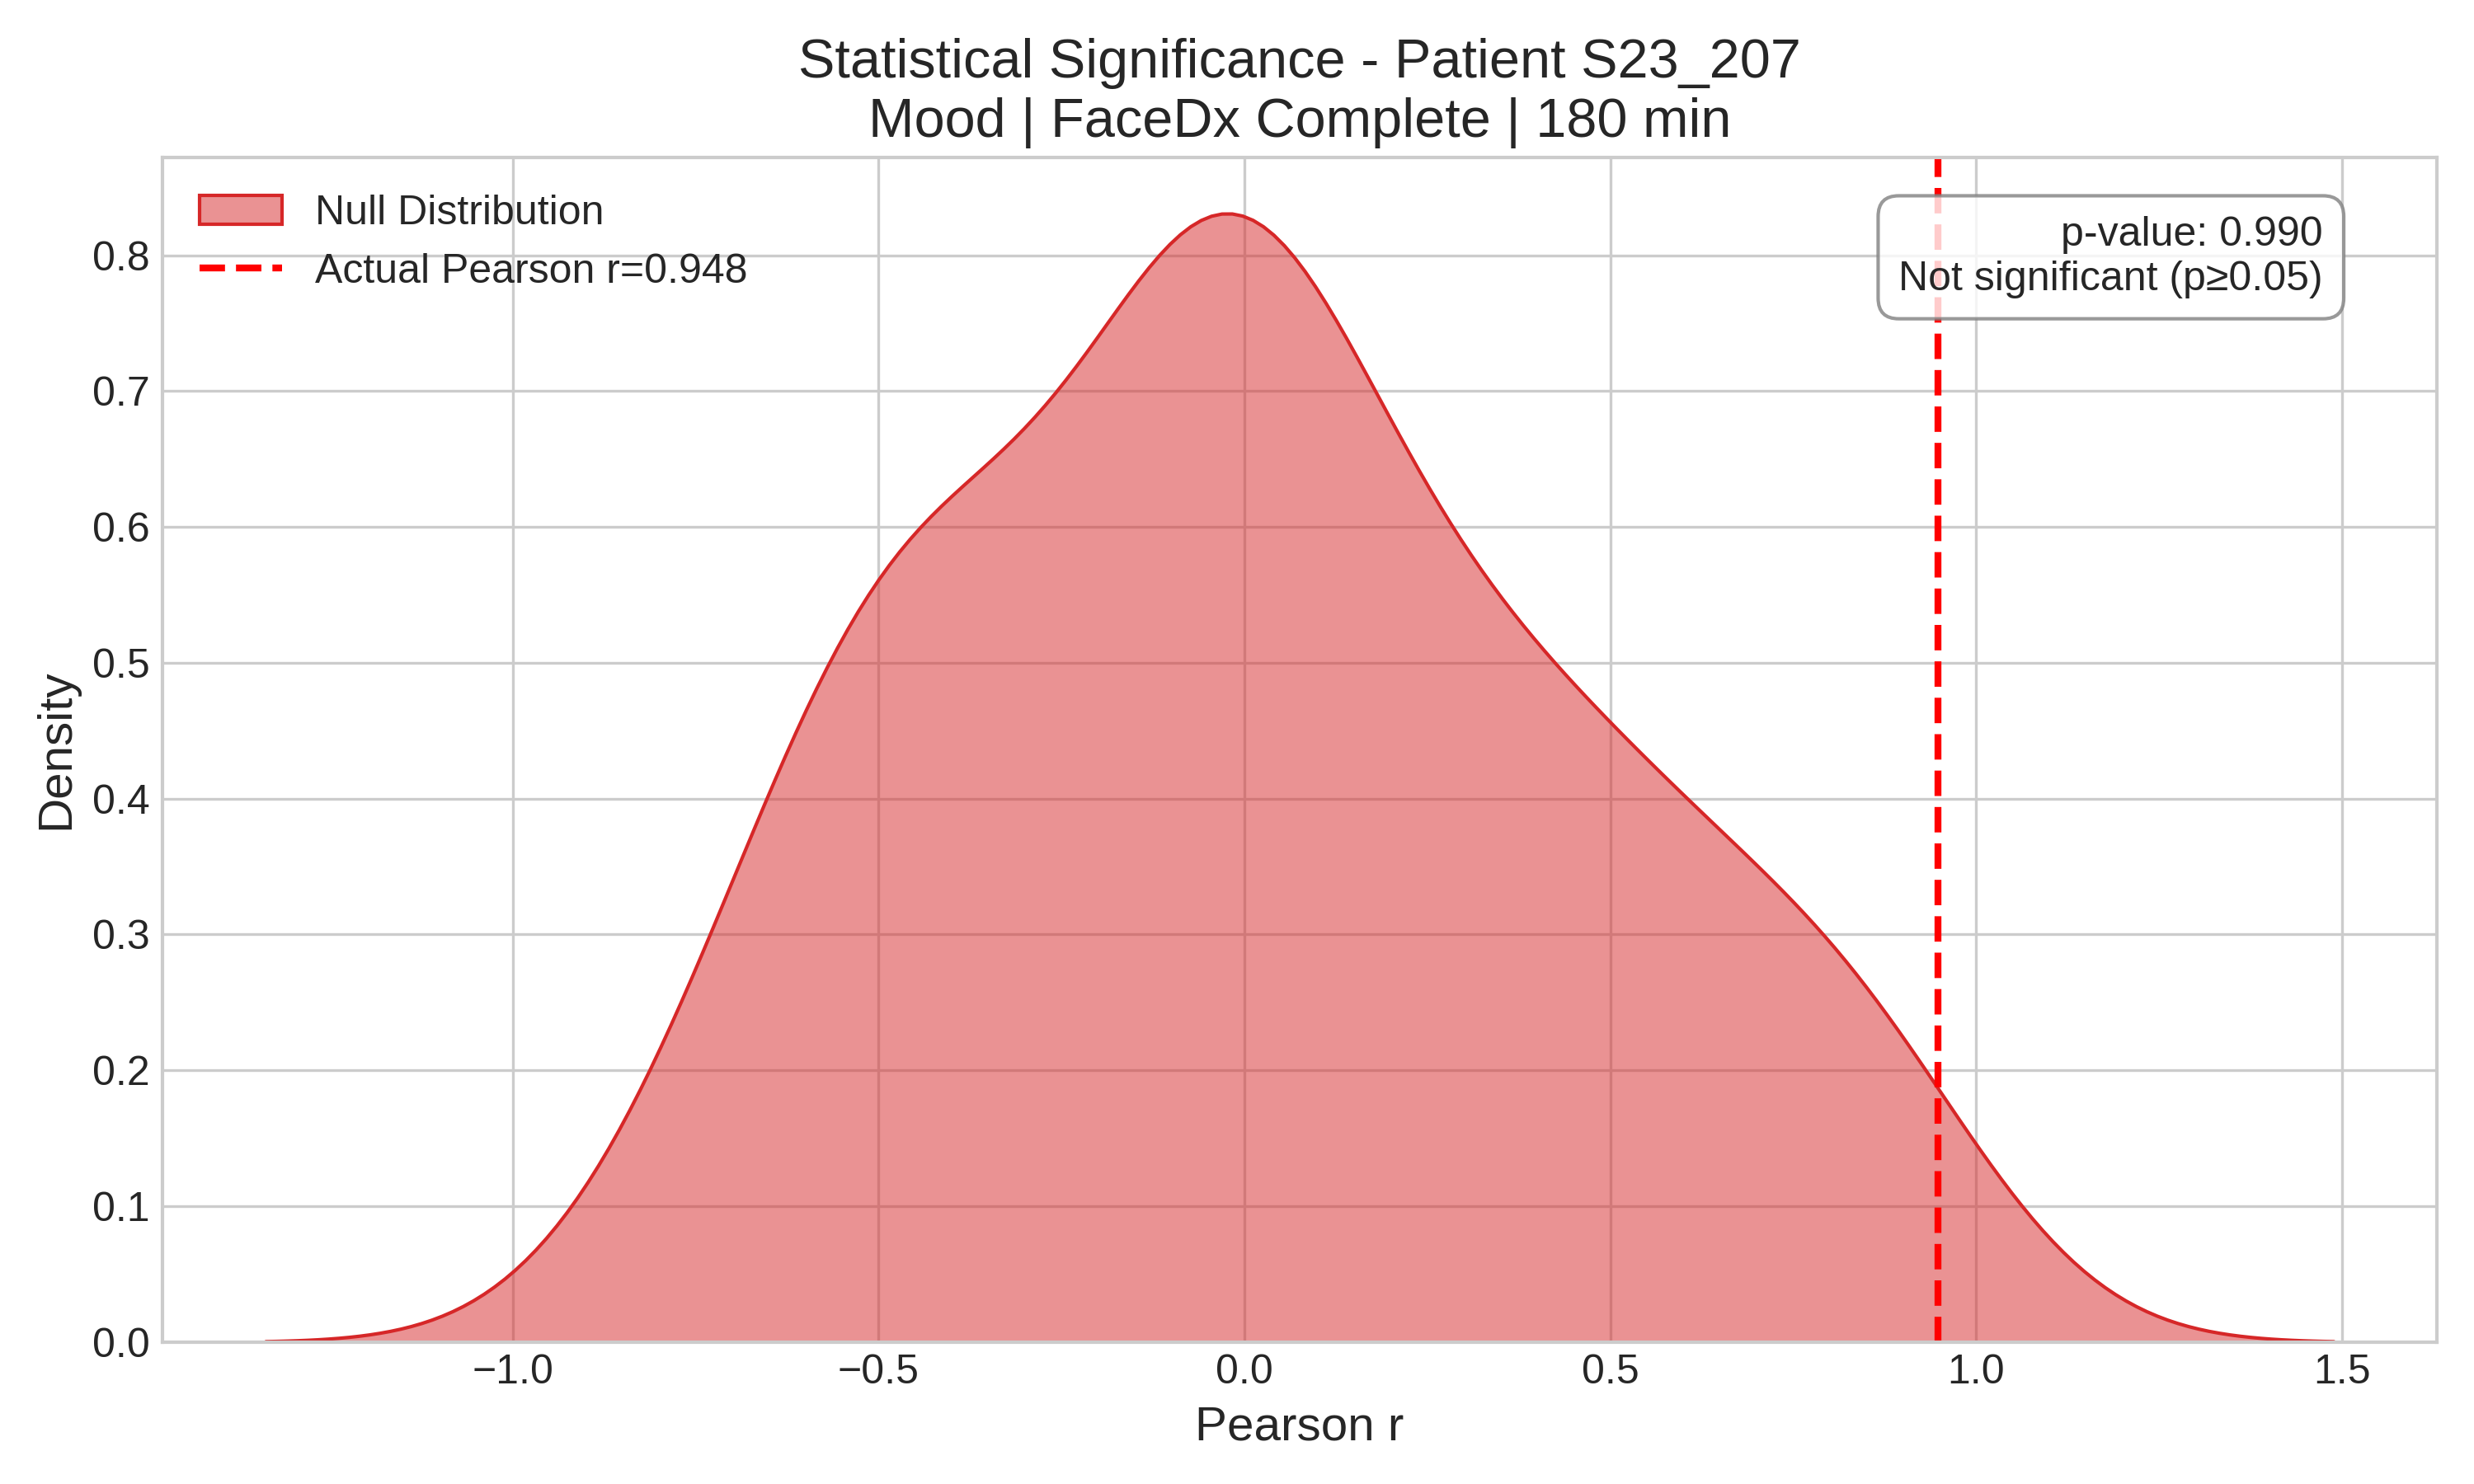 Statistical Significance - Patient S23_207
Mood | FaceDx Complete | 180 min
Null Distribution
Actual Pearson r=0.948
p-value: 0.990
Not significant (p≥0.05)
Density
0.8
0.7
0.6
0.5
0.4
0.3
0.2
0.1
0.0
−1.0 −0.5 0.0 0.5 1.0 1.5
Pearson r